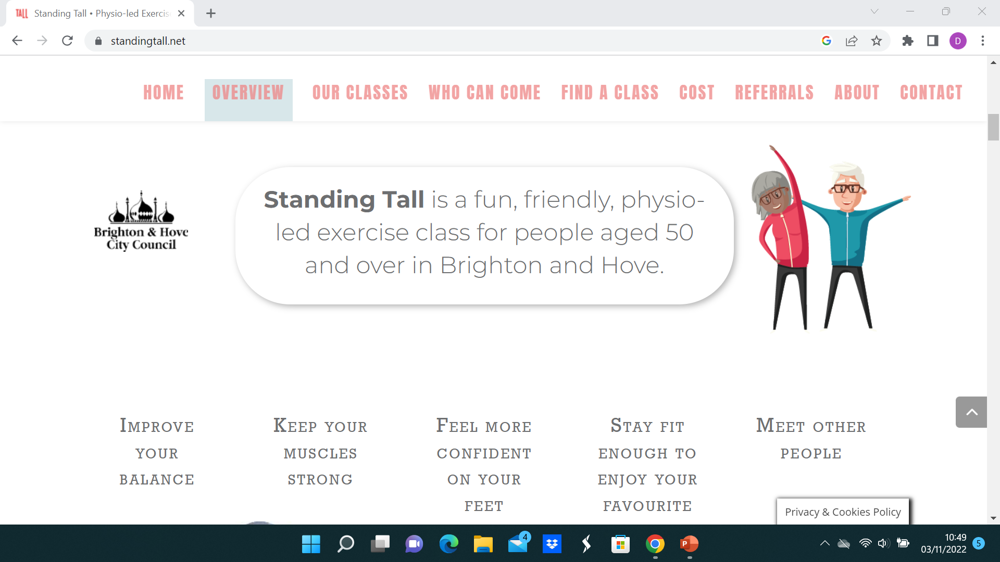 TALL Standing Tall • Physio-led Exercis
standingtall.net
D
HOME OVERVIEW OUR CLASSES WHO CAN COME FIND A CLASS COST REFERRALS ABOUT CONTACT
Brighton & Hove
City Council
Standing Tall is a fun, friendly, physio-
led exercise class for people aged 50
and over in Brighton and Hove.
Improve
your
balance
Keep your
muscles
strong
Feel more
confident
on your
feet
Stay fit
enough to
enjoy your
favourite
Meet other
people
Privacy & Cookies Policy
4
P
10:49
03/11/2022
5